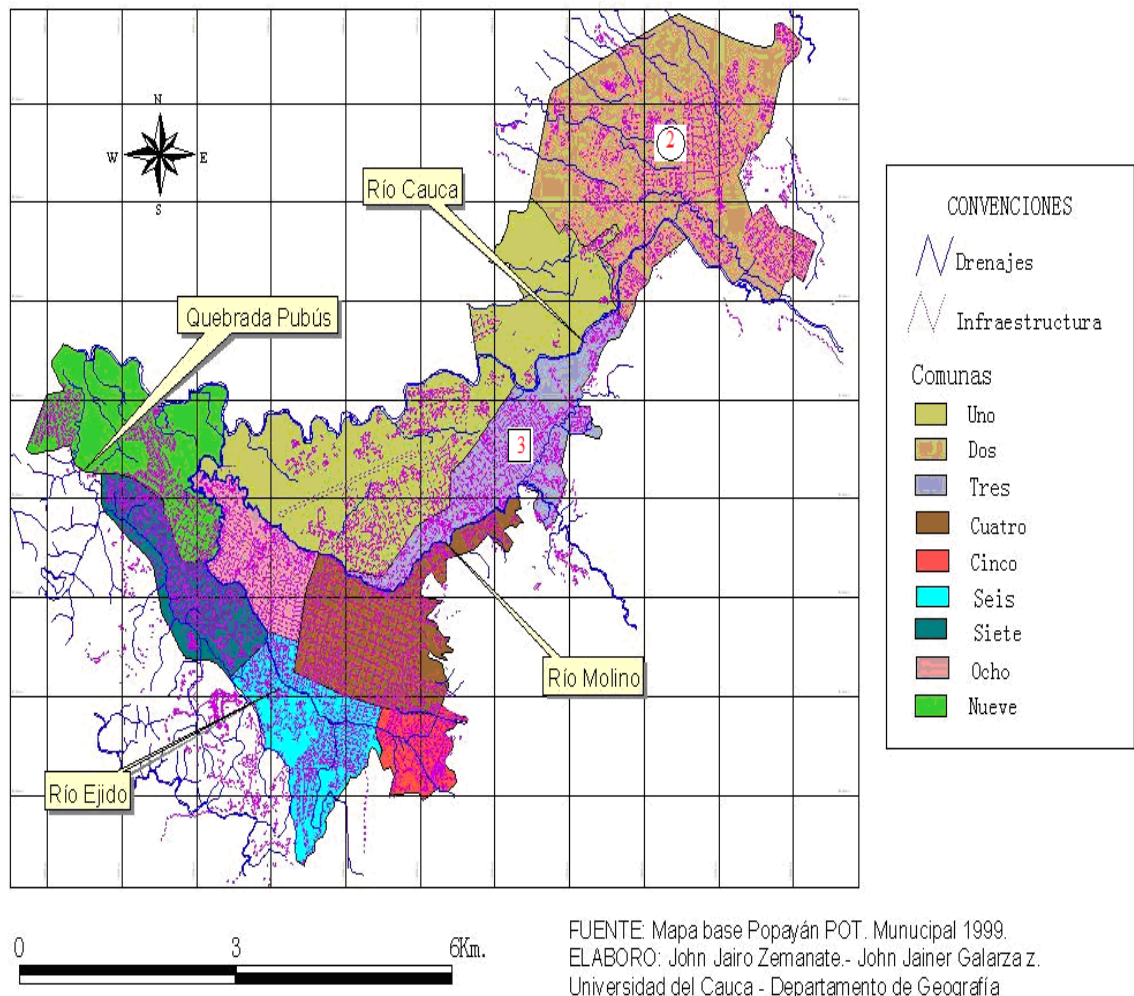 N
W
E
S
2
Río Cauca
Quebrada Pubús
3
Río Molino
Río Ejido
CONVENCIONES
Drenajes
Infraestructura
Comunas
Uno
Dos
Tres
Cuatro
Cinco
Seis
Siete
Ocho
Nueve
0
3
6Km.
FUENTE: Mapa base Popayán POT. Munucipal 1999.
ELABORO: John Jairo Zemanate.- John Jainer Galarza z.
Universidad del Cauca - Departamento de Geografía